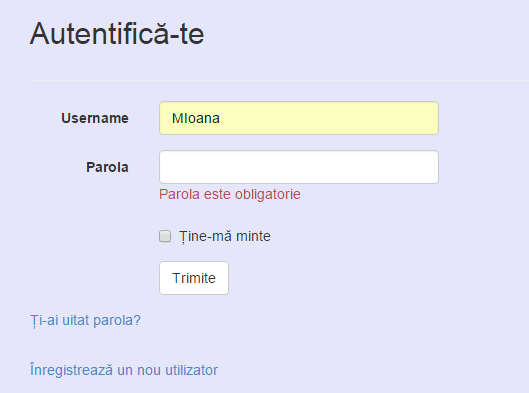 Autentifică-te
Username MIoana
Parola
Parola este obligatorie
Ține-mă minte
Trimite
Ți-ai uitat parola?
Înregistrează un nou utilizator